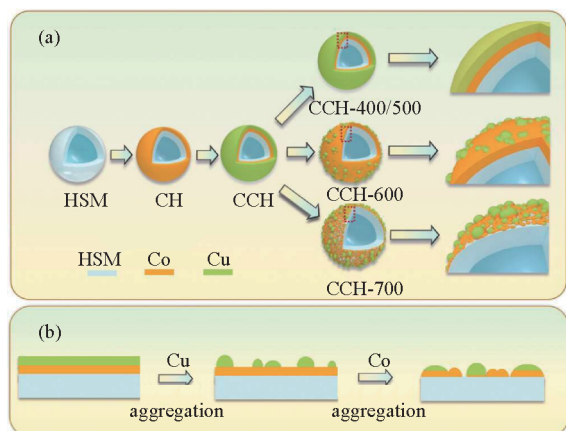 (a)
CCH-400/500
HSM
CH
CCH
CCH-600
HSM Co Cu
CCH-700
(b)
Cu
aggregation
Co
aggregation